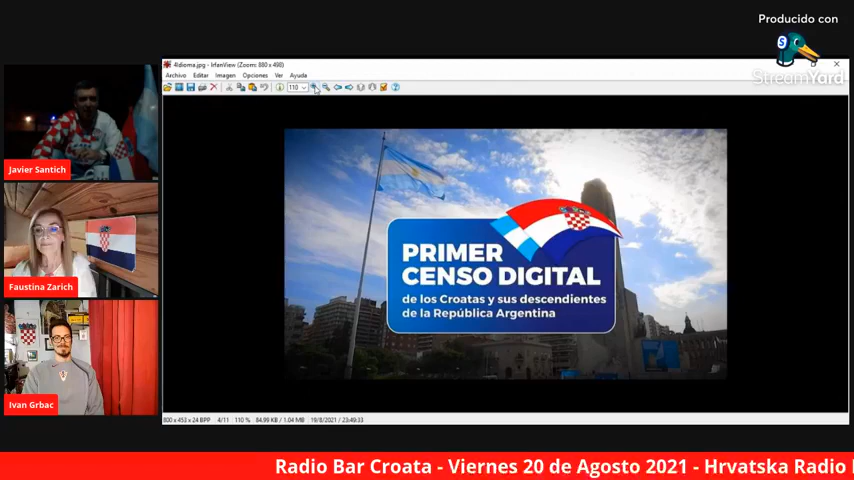 Producido con
StreamYard
4Idioma.jpg - IrfanView (Zoom: 880 x 498)
Archivo Editar Imagen Opciones Ver Ayuda
110
Javier Santich
Faustina Zarich
Ivan Grbac
PRIMER
CENSO DIGITAL
de los Croatas y sus descendientes
de la República Argentina
800 x 453 x 24 BPP 4/11 110 % 84.99 KB / 1.04 MB 19/8/2021 / 23:49:33
Radio Bar Croata - Viernes 20 de Agosto 2021 - Hrvatska Radio